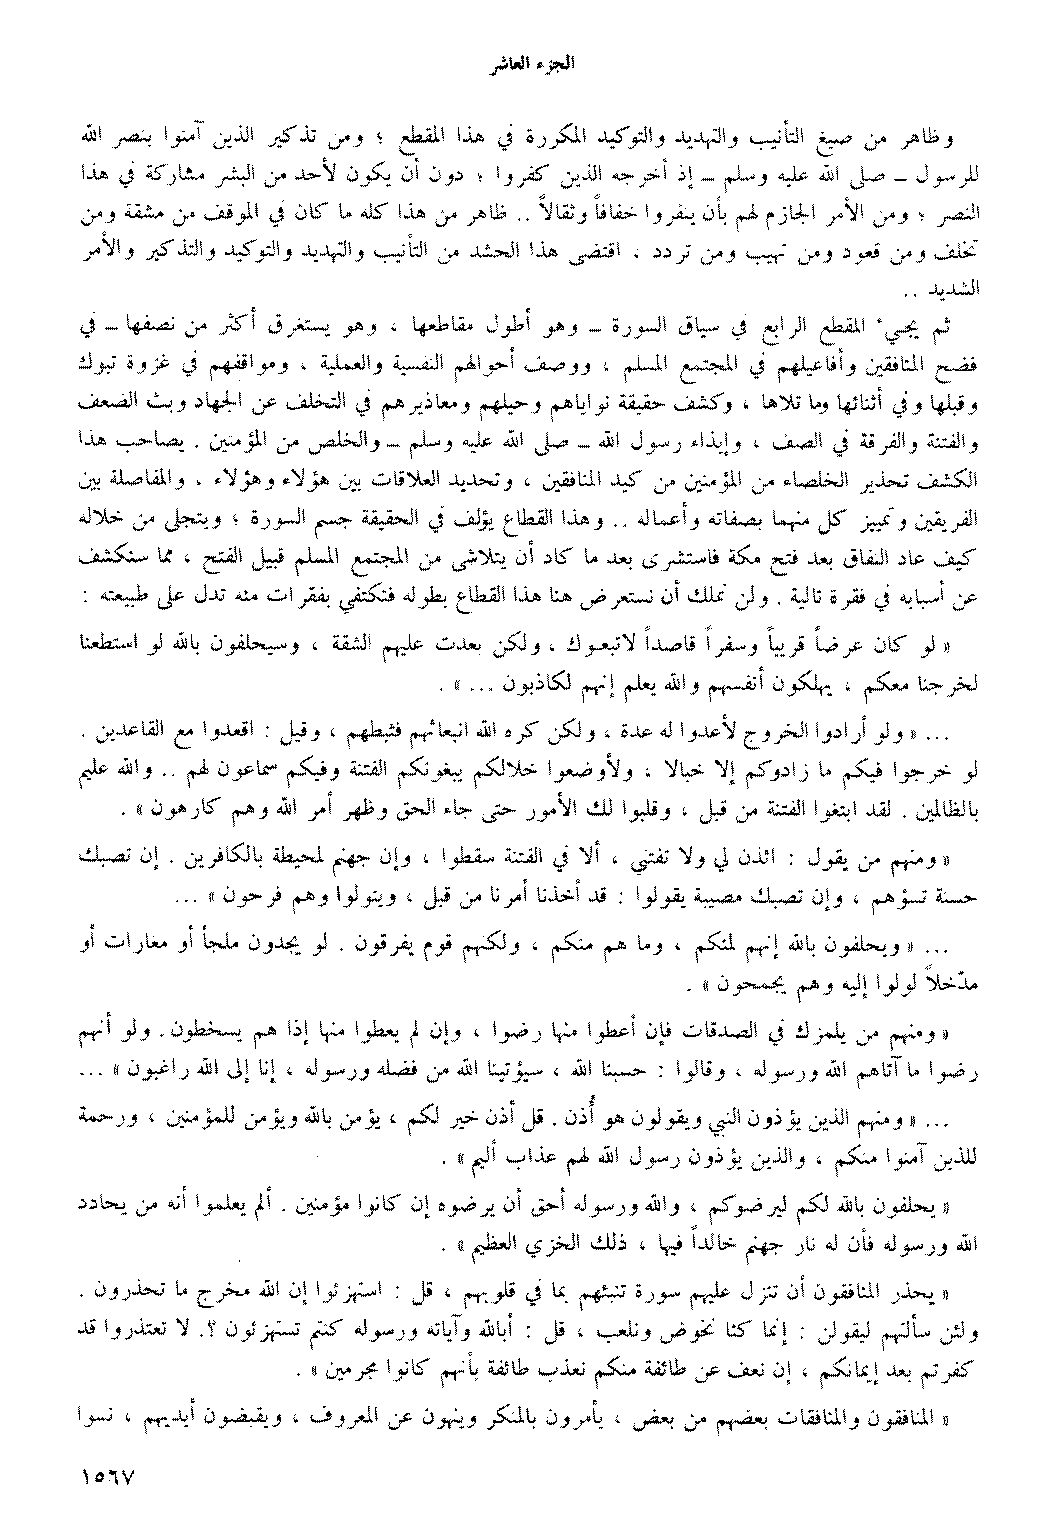 الجزء العاشر
وظاهر من صيغ التأنيب والتهديد والتوكيد المكررة في هذا المقطع ؛ ومن تذكير الذين آمنوا بنصر الله
للرسول – صلى الله عليه وسلم – إذ أخرجه الذين كفروا ؛ دون أن يكون لأحد من البشر مشاركة في هذا
النصر ؛ ومن الأمر الجازم لهم بأن ينفروا خفافاً وثقالاً .. ظاهر من هذا كله ما كان في الموقف من مشقة ومن
تخلف ومن قعود ومن تهيب ومن تردد ، اقتضى هذا الحشد من التأنيب والتهديد والتوكيد والتذكير والأمر
الشديد ..
ثم يجيء المقطع الرابع في سياق السورة – وهو أطول مقاطعها ، وهو يستغرق أكثر من نصفها – في
فضح المنافقين وأفاعيلهم في المجتمع المسلم ، ووصف أحوالهم النفسية والعملية ، ومواقفهم في غزوة تبوك
وقبلها وفي أثنائها وما تلاها ، وكشف حقيقة نواياهم وحيلهم ومعاذيرهم في التخلف عن الجهاد وبث الضعف
والفتنة والفرقة في الصف ، وإيذاء رسول الله – صلى الله عليه وسلم – والخلص من المؤمنين . يصاحب هذا
الكشف تحذير الخلصاء من المؤمنين من كيد المنافقين ، وتحديد العلاقات بين هؤلاء وهؤلاء ، والمفاصلة بين
الفريقين وتمييز كل منهما بصفاته وأعماله .. وهذا القطاع يؤلف في الحقيقة جسم السورة ؛ ويتجلى من خلاله
كيف عاد النفاق بعد فتح مكة فاستشرى بعد ما كاد أن يتلاشى من المجتمع المسلم قبيل الفتح ، مما سنكشف
عن أسبابه في فقرة تالية . ولن نملك أن نستعرض هنا هذا القطاع بطوله فنكتفي بفقرات منه تدل على طبيعته :
« لو كان عرضاً قريباً وسفراً قاصداً لاتبعوك ، ولكن بعدت عليهم الشقة ، وسيحلفون بالله لو استطعنا
لخرجنا معكم ، يهلكون أنفسهم والله يعلم إنهم لكاذبون ... » .
... « ولو أرادوا الخروج لأعدوا له عدة ، ولكن كره الله انبعاثهم فثبطهم ، وقيل : اقعدوا مع القاعدين .
لو خرجوا فيكم ما زادوكم إلا خبالا ، ولأوضعوا خلالكم يبغونكم الفتنة وفيكم سماعون لهم .. والله عليم
بالظالمين . لقد ابتغوا الفتنة من قبل ، وقلبوا لك الأمور حتى جاء الحق وظهر أمر الله وهم كارهون » .
« ومنهم من يقول : ائذن لي ولا تفتني ، ألا في الفتنة سقطوا ، وإن جهنم لمحيطة بالكافرين . إن تصبك
حسنة تسؤهم ، وإن تصبك مصيبة يقولوا : قد أخذنا أمرنا من قبل ، ويتولوا وهم فرحون » ...
... « ويحلفون بالله إنهم لمنكم ، وما هم منكم ، ولكنهم قوم يفرقون . لو يجدون ملجأ أو مغارات أو
مدّخلاً لولوا إليه وهم يجمحون » .
« ومنهم من يلمزك في الصدقات فإن أعطوا منها رضوا ، وإن لم يعطوا منها إذا هم يسخطون. ولو أنهم
رضوا ما آتاهم الله ورسوله ، وقالوا : حسبنا الله ، سيؤتينا الله من فضله ورسوله ، إنا إلى الله راغبون » ...
... « ومنهم الذين يؤذون النبي ويقولون هو أُذن . قل أذن خير لكم ، يؤمن بالله ويؤمن للمؤمنين ، ورحمة
للذين آمنوا منكم ، والذين يؤذون رسول الله لهم عذاب أليم » .
« يحلفون بالله لكم ليرضوكم ، والله ورسوله أحق أن يرضوه إن كانوا مؤمنين . ألم يعلموا أنه من يحادد
الله ورسوله فأن له نار جهنم خالداً فيها ، ذلك الخزي العظيم » .
« يحذر المنافقون أن تنزل عليهم سورة تنبئهم بما في قلوبهم ، قل : استهزئوا إن الله مخرج ما تحذرون .
ولئن سألتهم ليقولن : إنما كنا نخوض ونلعب ، قل : أبالله وآياته ورسوله كنتم تستهزئون ؟. لا تعتذروا قد
كفرتم بعد إيمانكم ، إن نعف عن طائفة منكم نعذب طائفة بأنهم كانوا مجرمين » .
« المنافقون والمنافقات بعضهم من بعض ، يأمرون بالمنكر وينهون عن المعروف ، ويقبضون أيديهم ، نسوا
١٥٦٧